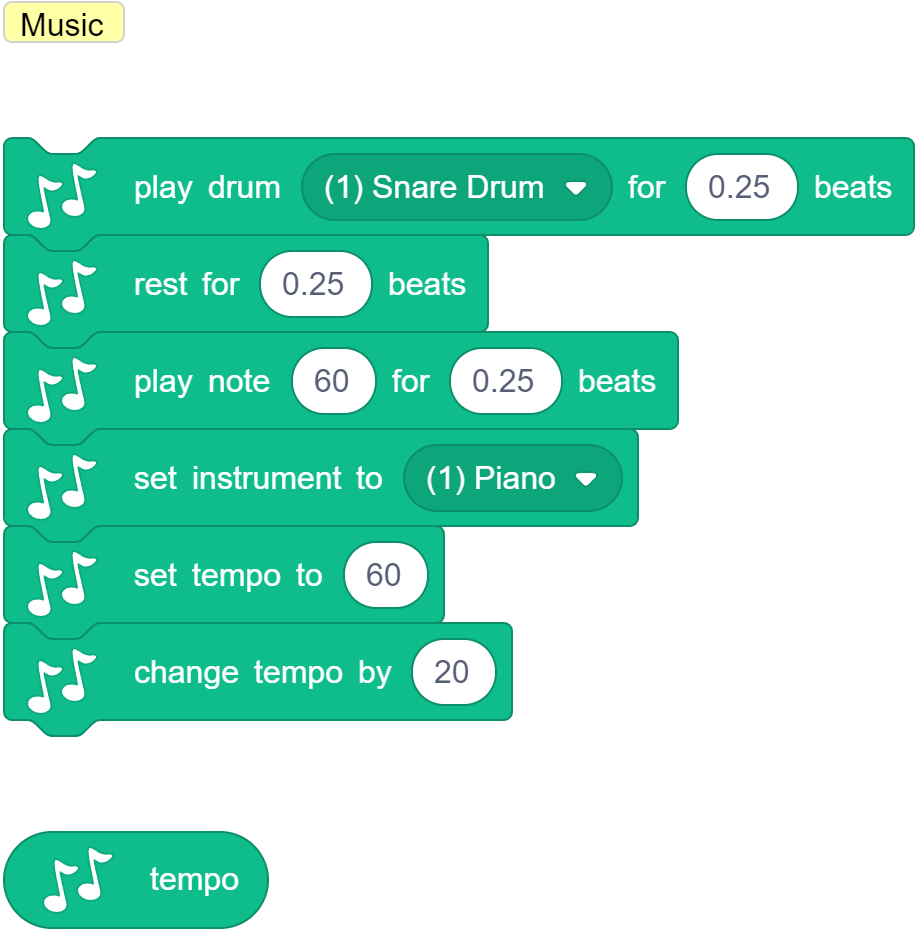 Music
play drum (1) Snare Drum for 0.25 beats
rest for 0.25 beats
play note 60 for 0.25 beats
set instrument to (1) Piano
set tempo to 60
change tempo by 20
tempo